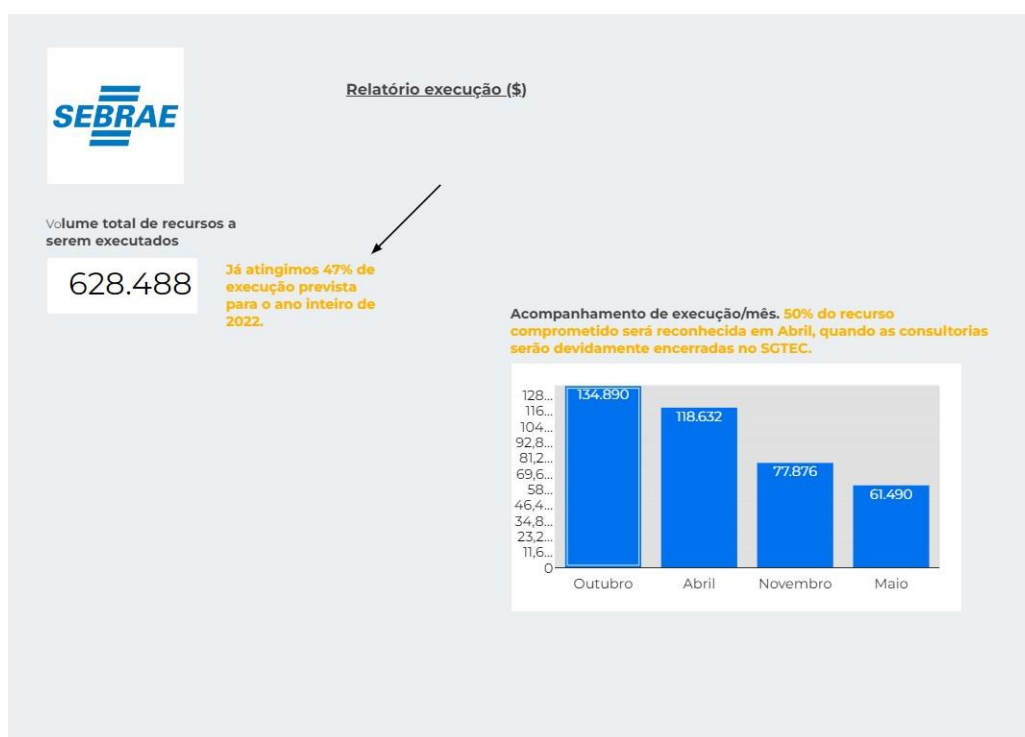 SEBRAE
Relatório execução ($)
Volume total de recursos a
serem executados
628.488
Já atingimos 47% de
execução prevista
para o ano inteiro de
2022.
Acompanhamento de execução/mês. 50% do recurso
comprometido será reconhecida em Abril, quando as consultorias
serão devidamente encerradas no SGTEC.
128...
116...
104...
92,8...
81,2...
69,6...
58...
46,4...
34,8...
23,2...
11,6...
0
134.890
118.632
77.876
61.490
Outubro Abril Novembro Maio